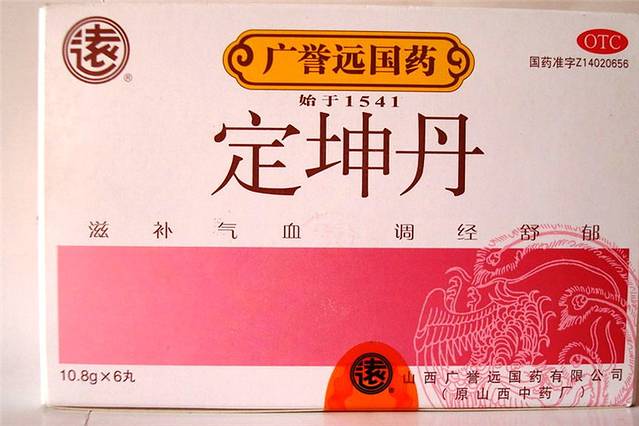 遠
®
广誉远国药
OTC
国药准字Z14020656
始于1541
定坤丹
滋补气血 调经舒郁
10.8g×6丸
遠
山西广誉远国药有限公司
（原山西中药厂）